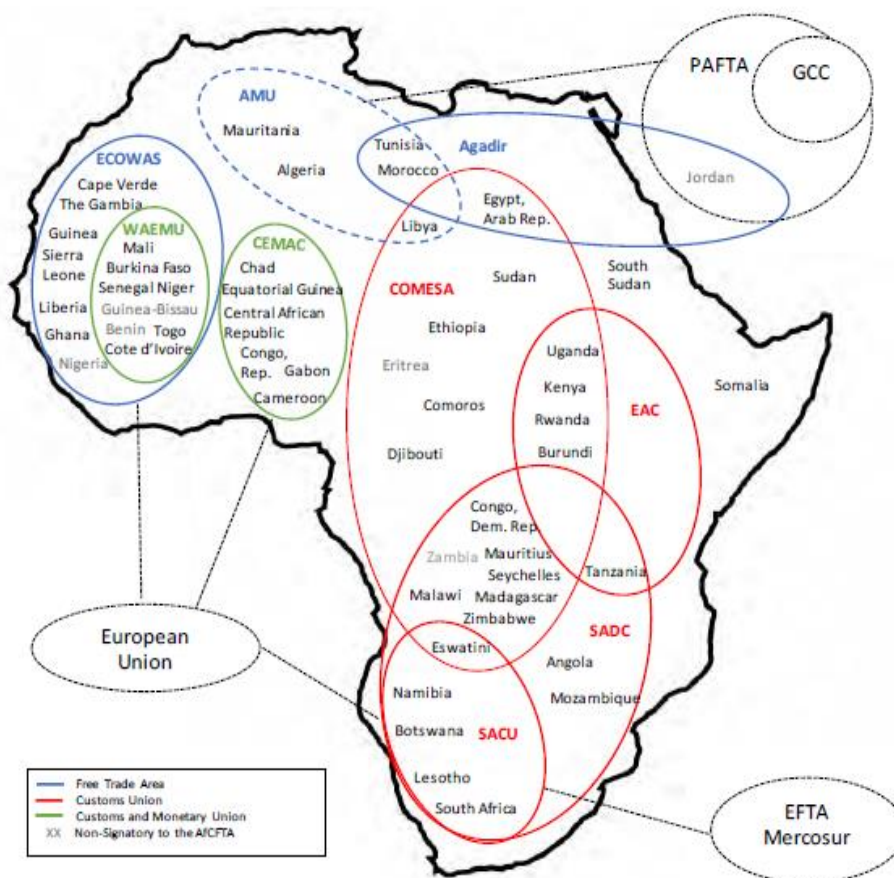 PAFTA
GCC
AMU
Mauritania
Algeria
Tunisia
Morocco
Agadir
Jordan
Libya
Egypt,
Arab Rep.
ECOWAS
Cape Verde
The Gambia
Guinea
Sierra
Leone
Liberia
Ghana
Nigeria
WAEMU
Mali
Burkina Faso
Senegal Niger
Guinea-Bissau
Benin Togo
Cote d'Ivoire
CEMAC
Chad
Equatorial Guinea
Central African
Republic
Congo,
Rep. Gabon
Cameroon
COMESA
Sudan
South
Sudan
Ethiopia
Eritrea
Comoros
Djibouti
Uganda
Kenya
Rwanda
Burundi
EAC
Somalia
Congo,
Dem. Rep.
Zambia Mauritius
Seychelles
Malawi Madagascar
Zimbabwe
Tanzania
SADC
Eswatini
Angola
Mozambique
Namibia
Botswana SACU
Lesotho
South Africa
European
Union
EFTA
Mercosur
Free Trade Area
Customs Union
Customs and Monetary Union
XX Non-Signatory to the AfCFTA